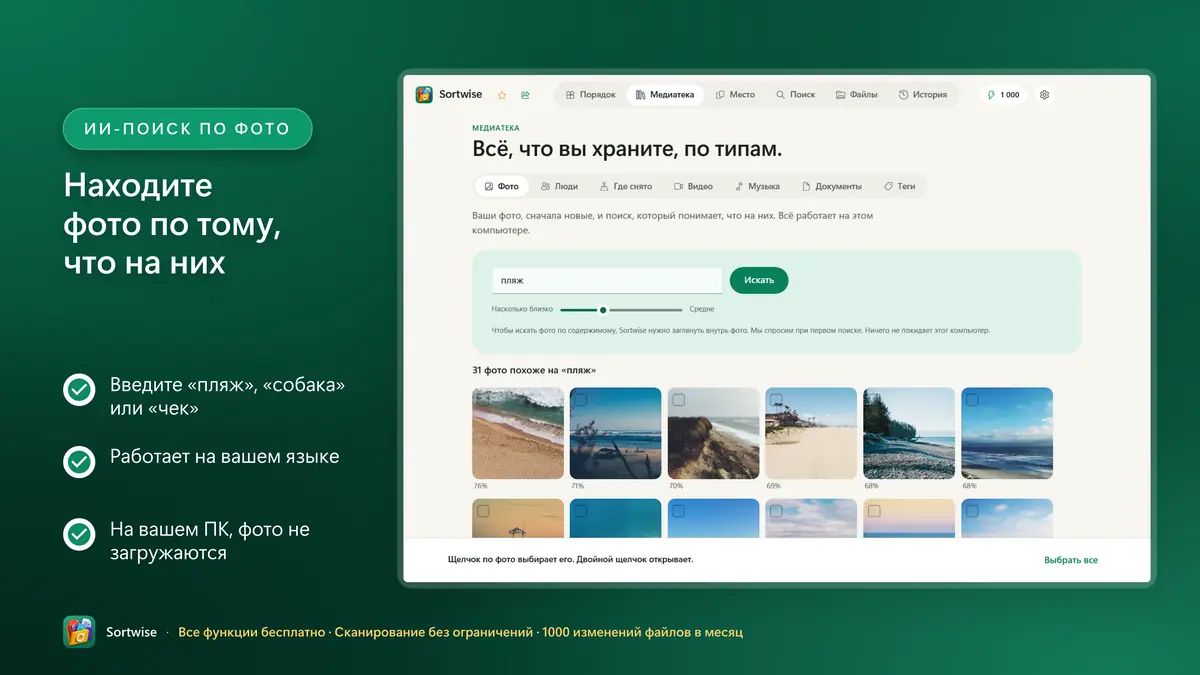 ИИ-ПОИСК ПО ФОТО
Находите
фото по тому,
что на них
Введите «пляж», «собака»
или «чек»
Работает на вашем языке
На вашем ПК, фото не
загружаются
Sortwise · Все функции бесплатно · Сканирование без ограничений · 1000 изменений файлов в месяц
Sortwise Порядок Медиатека Место Поиск Файлы История 1 000
МЕДИАТЕКА
Всё, что вы храните, по типам.
Фото Люди Где снято Видео Музыка Документы Теги
Ваши фото, сначала новые, и поиск, который понимает, что на них. Всё работает на этом
компьютере.
пляж Искать
Насколько близко Средне
Чтобы искать фото по содержимому, Sortwise нужно заглянуть внутрь фото. Мы спросим при первом поиске. Ничего не покидает этот компьютер.
31 фото похоже на «пляж»
76% 71% 70% 69% 68% 68%
Щелчок по фото выбирает его. Двойной щелчок открывает. Выбрать все